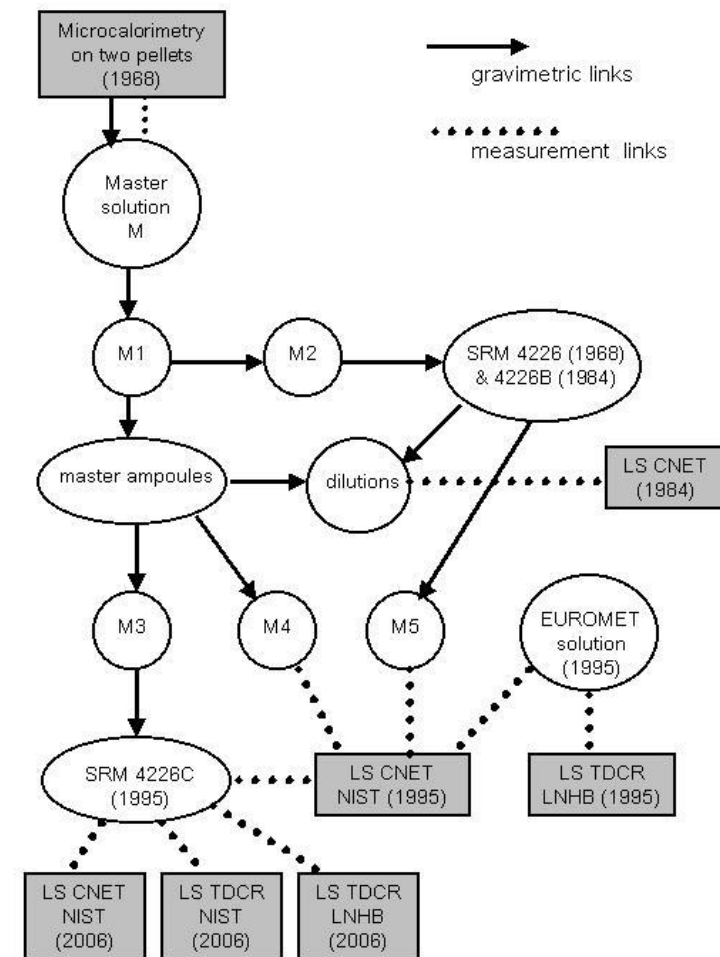 Microcalorimetry
on two pellets
(1968)
gravimetric links
measurement links
Master
solution
M
M1
M2
SRM 4226 (1968)
& 4226B (1984)
master ampoules
dilutions
LS CNET
(1984)
M3
M4
M5
EUROMET
solution
(1995)
SRM 4226C
(1995)
LS CNET
NIST (1995)
LS TDCR
LNHB (1995)
LS CNET
NIST
(2006)
LS TDCR
NIST
(2006)
LS TDCR
LNHB
(2006)